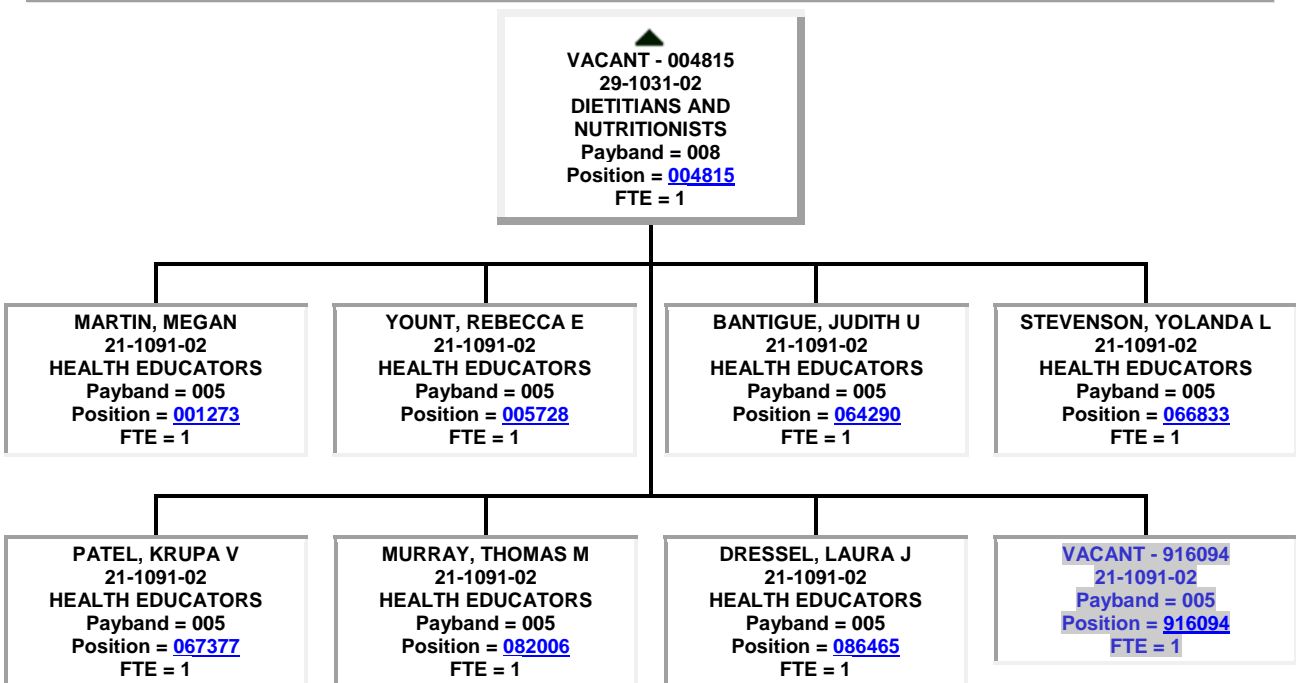 VACANT - 004815
29-1031-02
DIETITIANS AND
NUTRITIONISTS
Payband = 008
Position = 004815
FTE = 1
MARTIN, MEGAN
21-1091-02
HEALTH EDUCATORS
Payband = 005
Position = 001273
FTE = 1
YOUNT, REBECCA E
21-1091-02
HEALTH EDUCATORS
Payband = 005
Position = 005728
FTE = 1
BANTIGUE, JUDITH U
21-1091-02
HEALTH EDUCATORS
Payband = 005
Position = 064290
FTE = 1
STEVENSON, YOLANDA L
21-1091-02
HEALTH EDUCATORS
Payband = 005
Position = 066833
FTE = 1
PATEL, KRUPA V
21-1091-02
HEALTH EDUCATORS
Payband = 005
Position = 067377
FTE = 1
MURRAY, THOMAS M
21-1091-02
HEALTH EDUCATORS
Payband = 005
Position = 082006
FTE = 1
DRESSEL, LAURA J
21-1091-02
HEALTH EDUCATORS
Payband = 005
Position = 086465
FTE = 1
VACANT - 916094
21-1091-02
Payband = 005
Position = 916094
FTE = 1